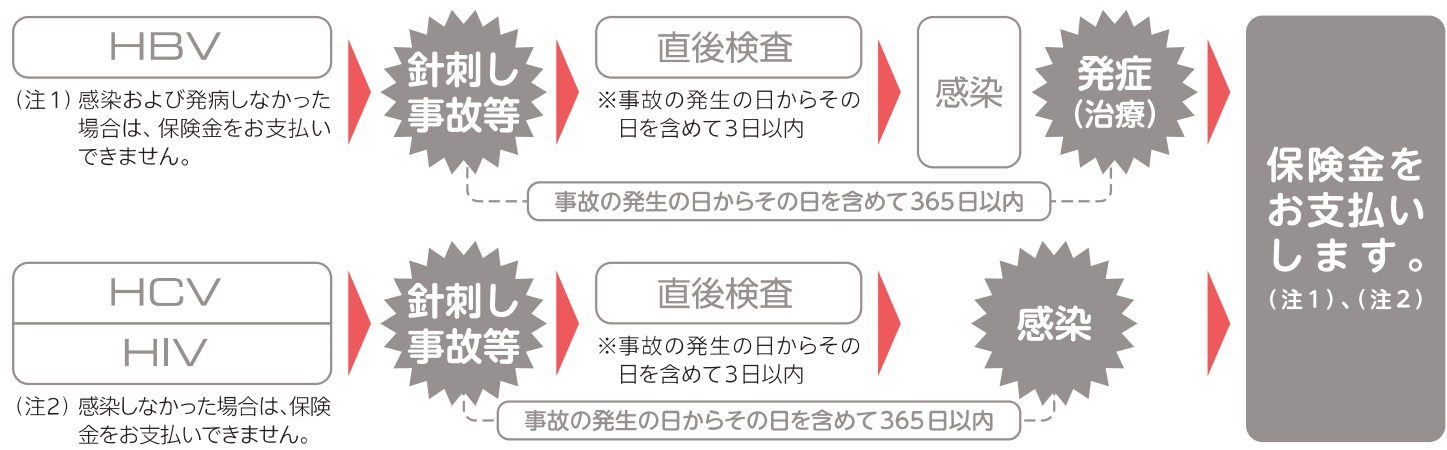 HBV
(注1)感染および発病しなかった
場合は、保険金をお支払い
できません。
針刺し
事故等
直後検査
※事故の発生の日からその
日を含めて3日以内
感染
発症
(治療)
事故の発生の日からその日を含めて365日以内
HCV
HIV
(注2)感染しなかった場合は、保険
金をお支払いできません。
針刺し
事故等
直後検査
※事故の発生の日からその
日を含めて3日以内
感染
事故の発生の日からその日を含めて365日以内
保険金を
お支払い
します。
(注1)、(注2)